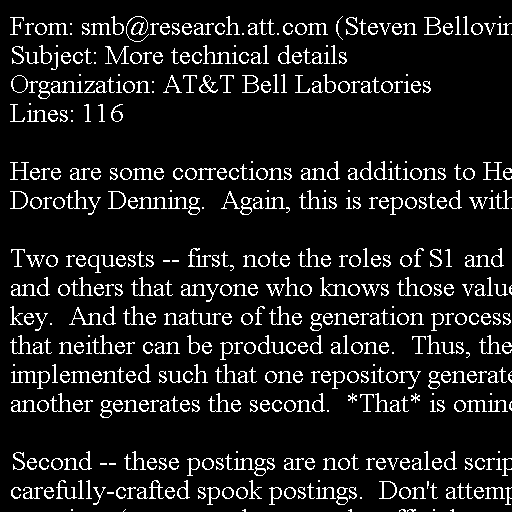 From: smb@research.att.com (Steven Bellovin
Subject: More technical details
Organization: AT&T Bell Laboratories
Lines: 116
Here are some corrections and additions to He
Dorothy Denning.  Again, this is reposted with
Two requests -- first, note the roles of S1 and
and others that anyone who knows those value
key.  And the nature of the generation process
that neither can be produced alone.  Thus, the
implemented such that one repository generate
another generates the second.  *That* is omino
Second -- these postings are not revealed scrip
carefully-crafted spook postings.  Don't attemp